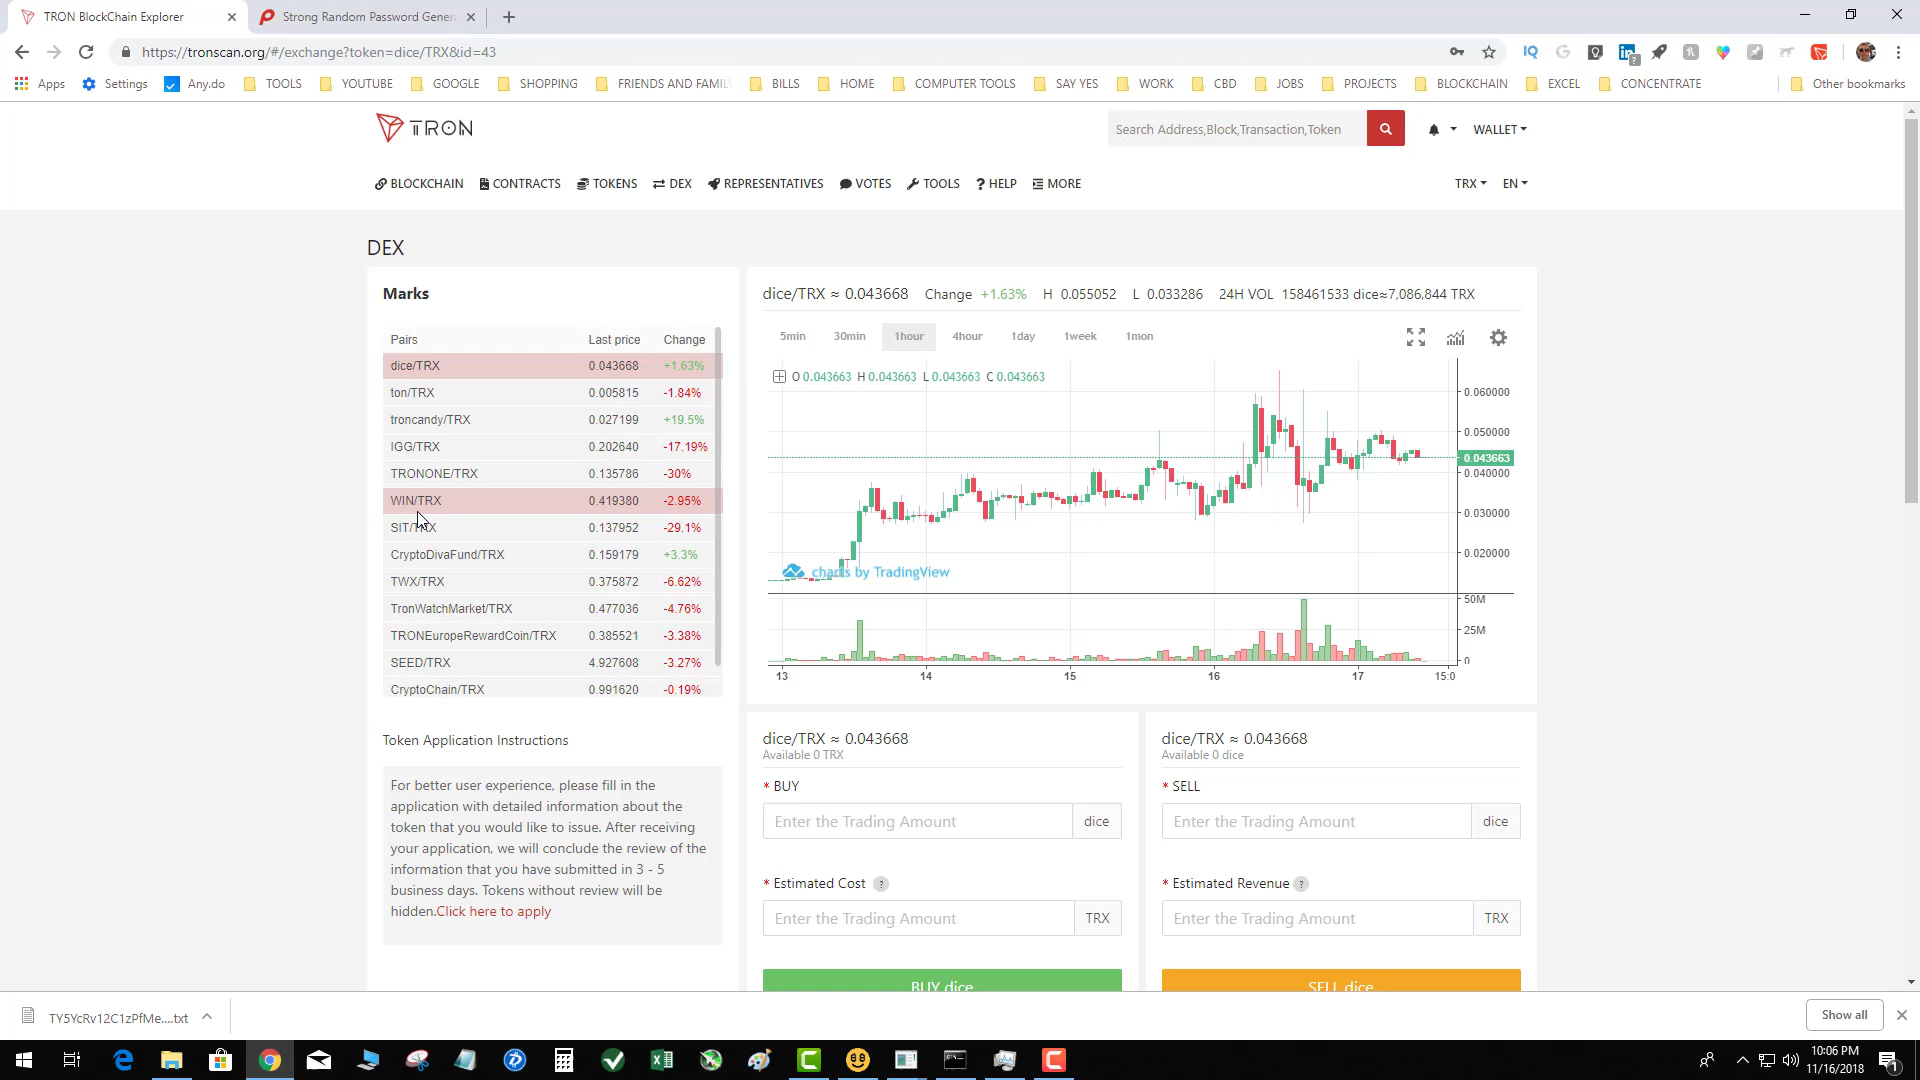 TRON BlockChain Explorer
Strong Random Password Gener
https://tronscan.org/#/exchange?token=dice/TRX&id=43
Apps Settings Any.do TOOLS YOUTUBE GOOGLE SHOPPING FRIENDS AND FAMIL BILLS HOME COMPUTER TOOLS SAY YES WORK CBD JOBS PROJECTS BLOCKCHAIN EXCEL CONCENTRATE Other bookmarks
TRON
Search Address,Block,Transaction,Token
WALLET
BLOCKCHAIN CONTRACTS TOKENS DEX REPRESENTATIVES VOTES TOOLS ? HELP MORE
TRX EN
DEX
Marks
Pairs Last price Change
dice/TRX 0.043668 +1.63%
ton/TRX 0.005815 -1.84%
troncandy/TRX 0.027199 +19.5%
IGG/TRX 0.202640 -17.19%
TRONONE/TRX 0.135786 -30%
WIN/TRX 0.419380 -2.95%
SIT/TRX 0.137952 -29.1%
CryptoDivaFund/TRX 0.159179 +3.3%
TWX/TRX 0.375872 -6.62%
TronWatchMarket/TRX 0.477036 -4.76%
TRONEuropeRewardCoin/TRX 0.385521 -3.38%
SEED/TRX 4.927608 -3.27%
CryptoChain/TRX 0.991620 -0.19%
Token Application Instructions
For better user experience, please fill in the
application with detailed information about the
token that you would like to issue. After receiving
your application, we will conclude the review of the
information that you have submitted in 3 - 5
business days. Tokens without review will be
hidden.Click here to apply
dice/TRX ≈ 0.043668 Change +1.63% H 0.055052 L 0.033286 24H VOL 158461533 dice≈7,086,844 TRX
5min 30min 1hour 4hour 1day 1week 1mon
O 0.043663 H 0.043663 L 0.043663 C 0.043663
0.060000
0.050000
0.043663
0.040000
0.030000
0.020000
charts by TradingView
50M
25M
0
13 14 15 16 17 15:0
dice/TRX ≈ 0.043668
Available 0 TRX
* BUY
Enter the Trading Amount dice
* Estimated Cost ?
Enter the Trading Amount TRX
BUY dice
dice/TRX ≈ 0.043668
Available 0 dice
* SELL
Enter the Trading Amount dice
* Estimated Revenue ?
Enter the Trading Amount TRX
SELL dice
TY5YcRv12C1zPfMe....txt
Show all
10:06 PM
11/16/2018
1